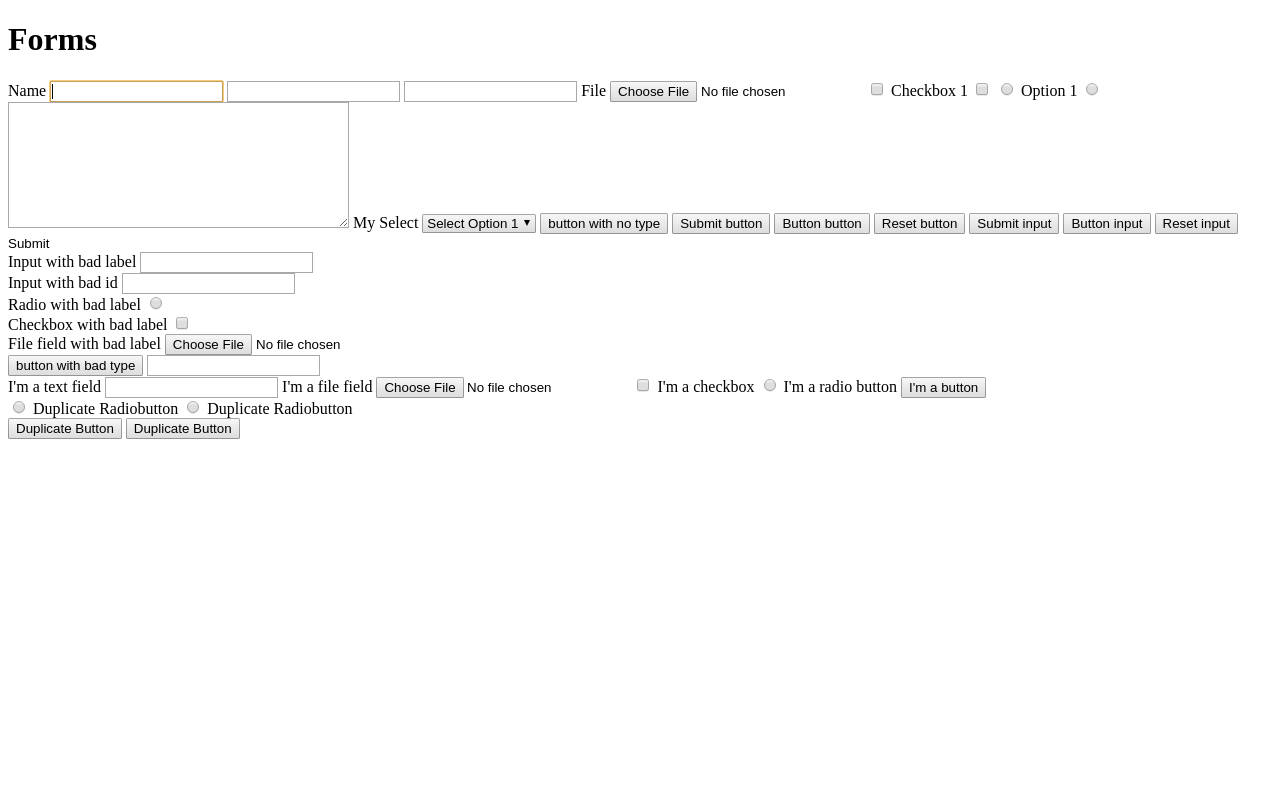 Forms
Name File Choose File No file chosen Checkbox 1 Option 1
My Select Select Option 1 button with no type Submit button Button button Reset button Submit input Button input Reset input
Submit
Input with bad label
Input with bad id
Radio with bad label
Checkbox with bad label
File field with bad label Choose File No file chosen
button with bad type
I'm a text field I'm a file field Choose File No file chosen I'm a checkbox I'm a radio button I'm a button
Duplicate Radiobutton Duplicate Radiobutton
Duplicate Button Duplicate Button